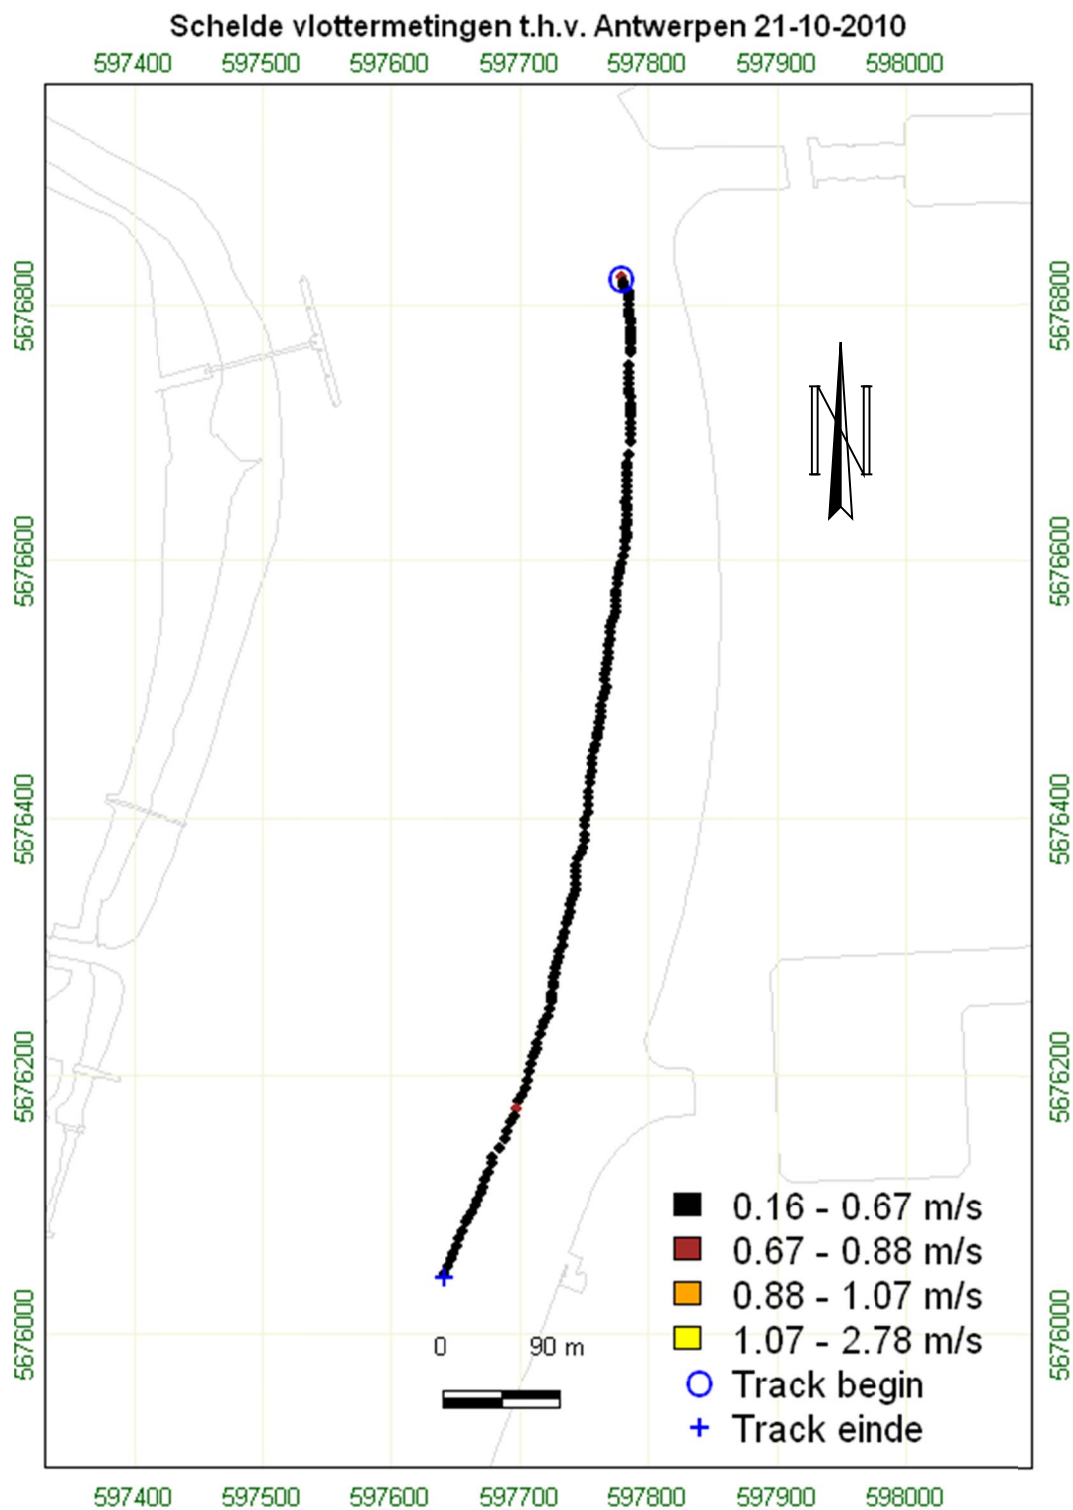 Schelde vlottermetingen t.h.v. Antwerpen 21-10-2010
597400 597500 597600 597700 597800 597900 598000
5676800 5676800
N
5676600 5676600
5676400 5676400
5676200 5676200
0.16 - 0.67 m/s
0.67 - 0.88 m/s
0.88 - 1.07 m/s
5676000 5676000
1.07 - 2.78 m/s
0 90 m
Track begin
Track einde
597400 597500 597600 597700 597800 597900 598000